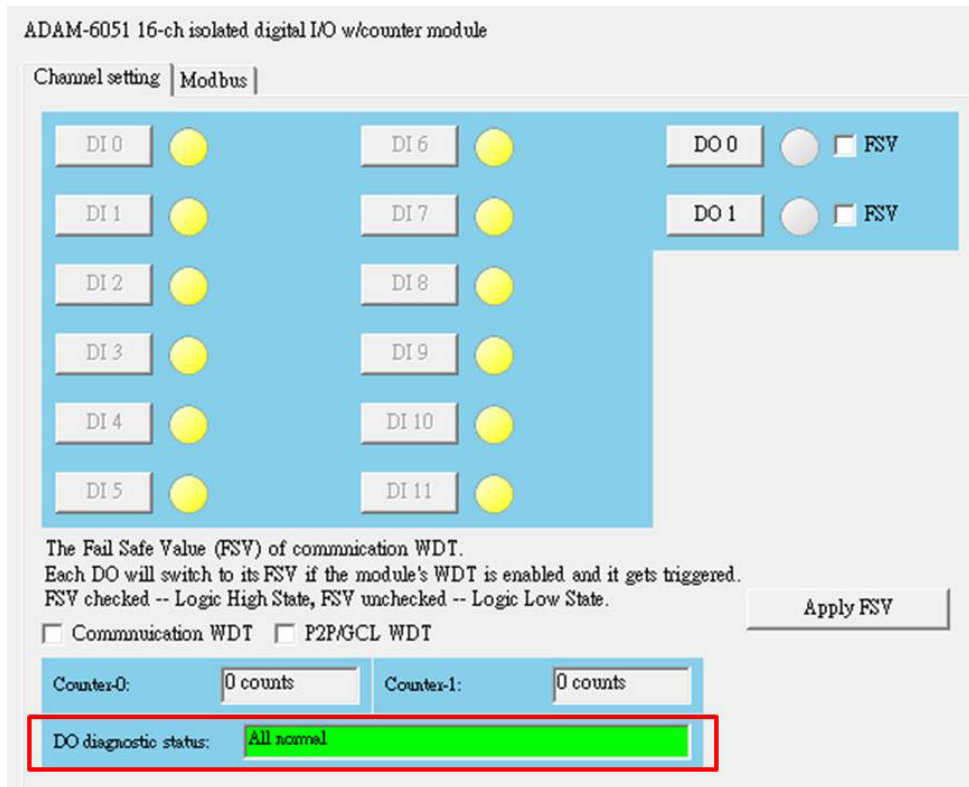 ADAM-6051 16-ch isolated digital I/O w/counter module
Channel setting Modbus
DI 0 DI 6 DO 0 FSV
DI 1 DI 7 DO 1 FSV
DI 2 DI 8
DI 3 DI 9
DI 4 DI 10
DI 5 DI 11
The Fail Safe Value (FSV) of commnication WDT.
Each DO will switch to its FSV if the module's WDT is enabled and it gets triggered.
FSV checked -- Logic High State, FSV unchecked -- Logic Low State.
Apply FSV
Commnuication WDT P2P/GCL WDT
Counter-0: 0 counts Counter-1: 0 counts
DO diagnostic status: All normal